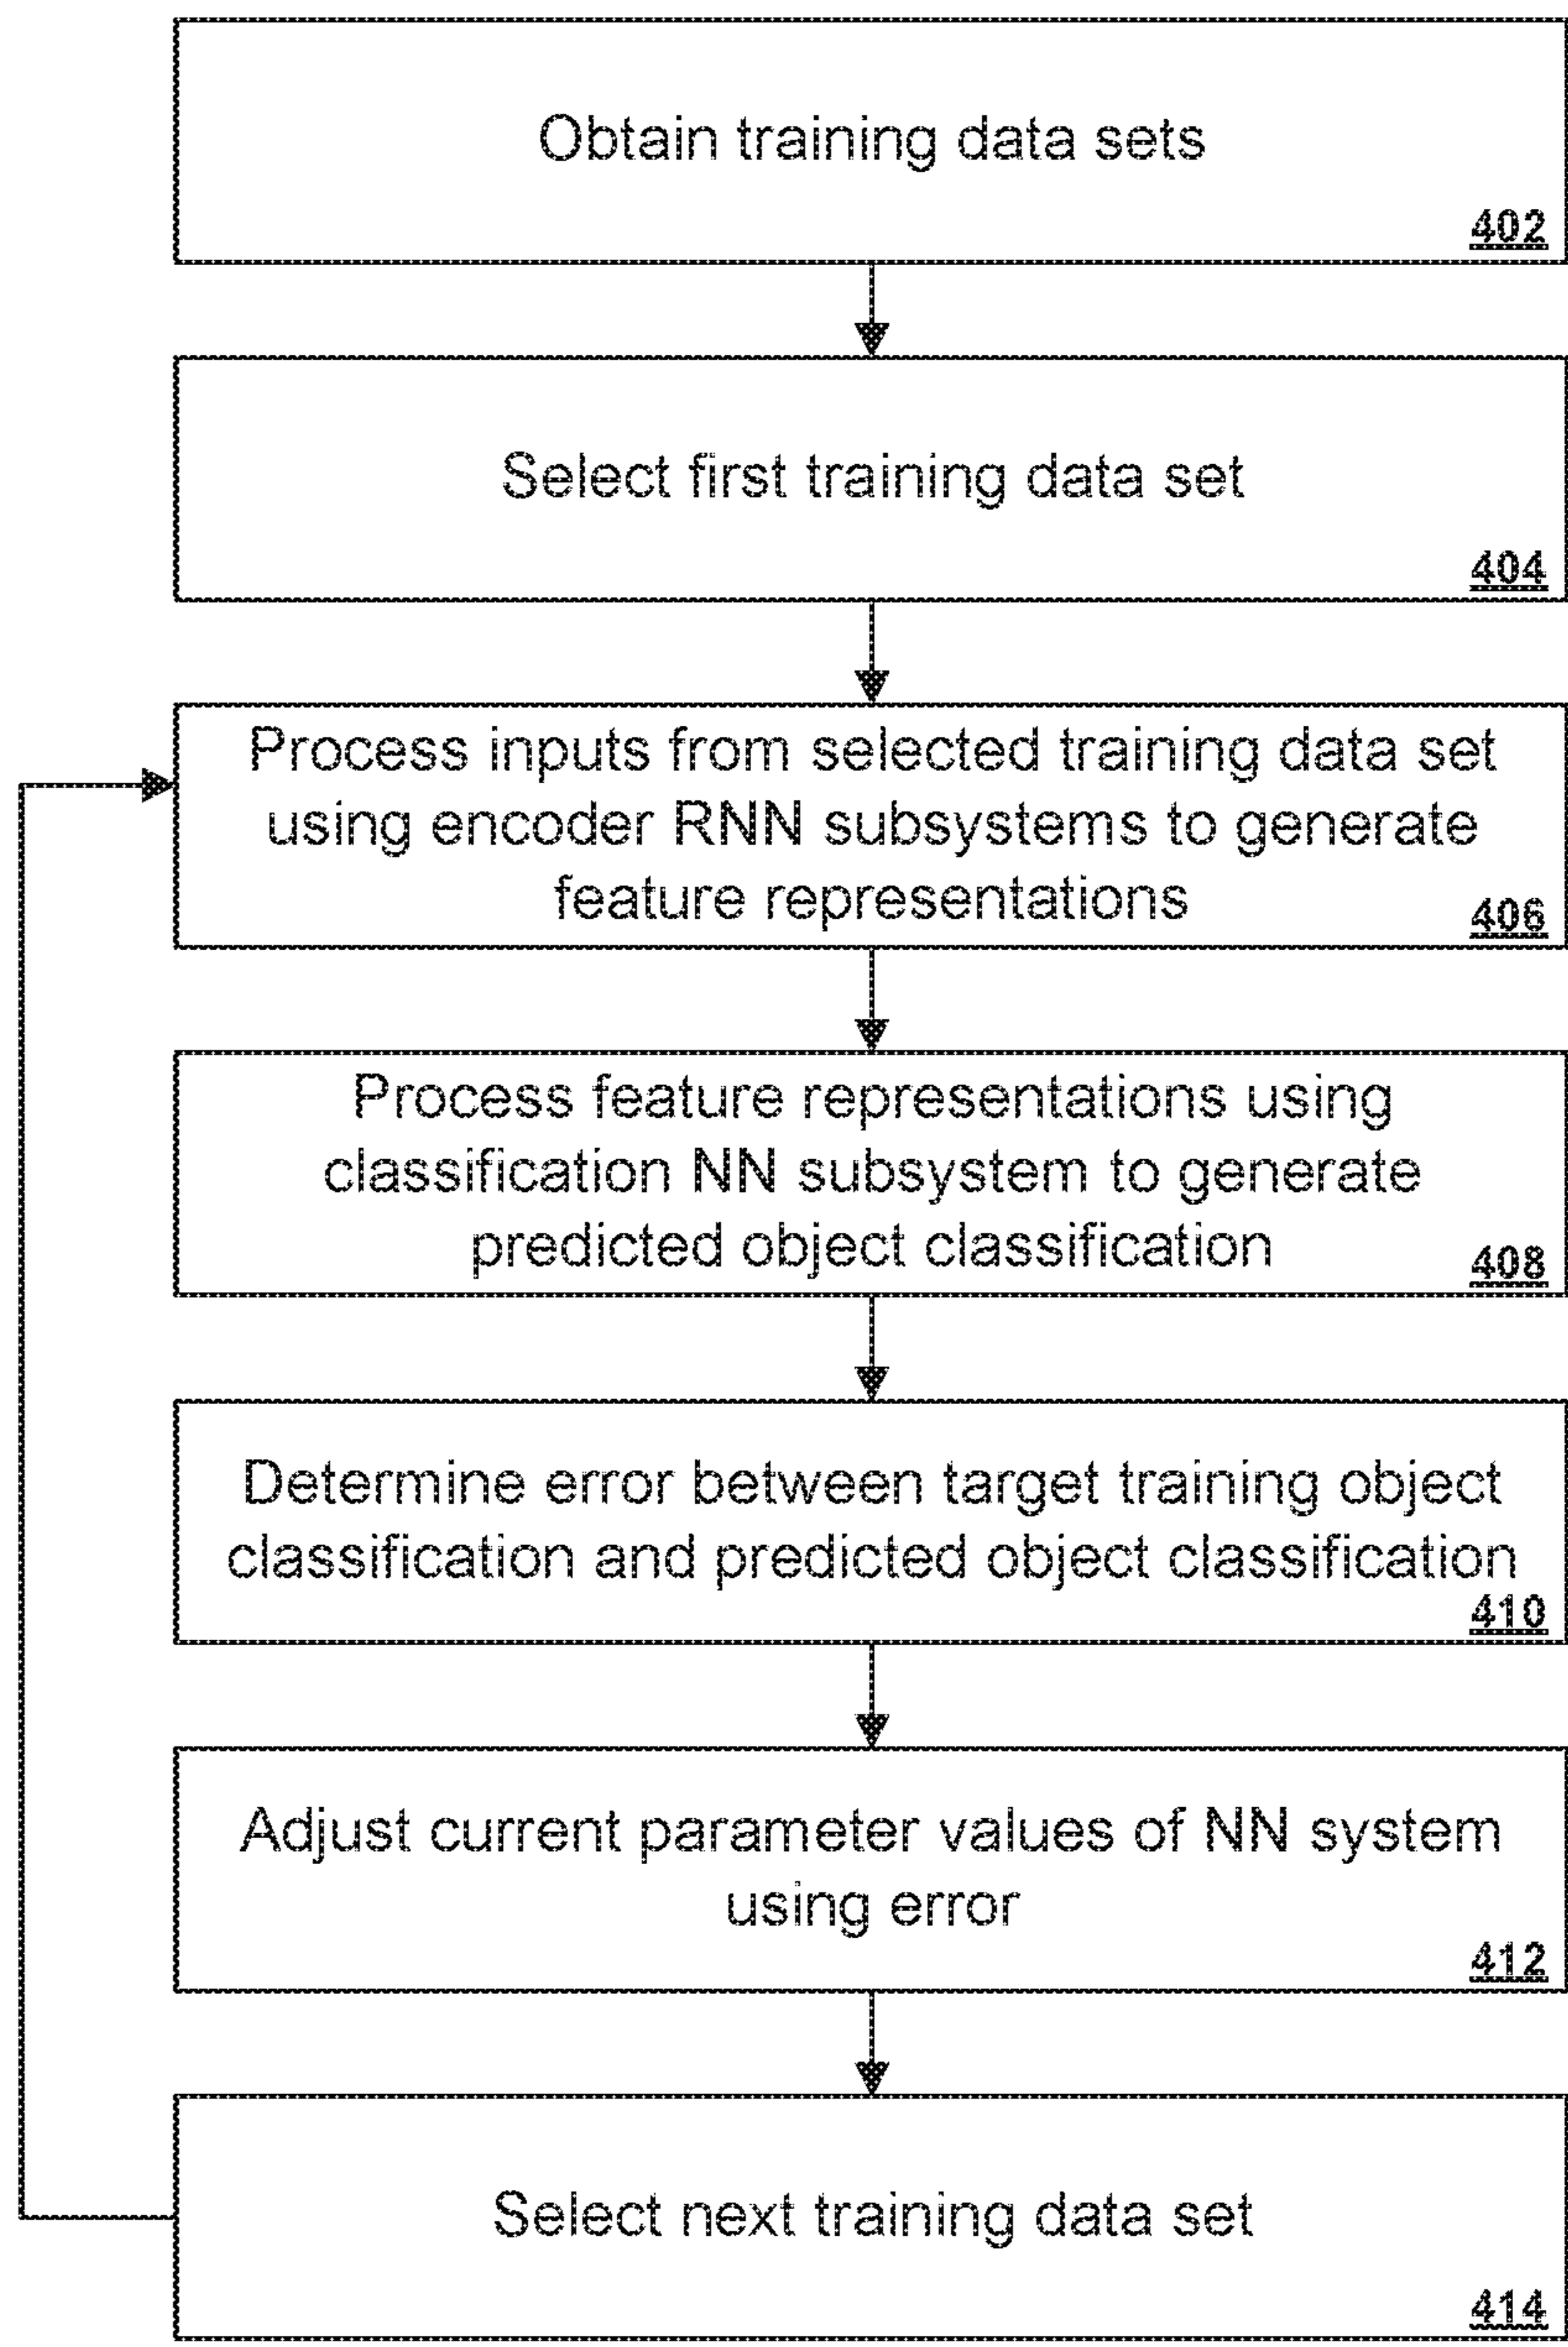 Obtain training data sets
402
Select first training data set
404
Process inputs from selected training data set
using encoder RNN subsystems to generate
feature representations
406
Process feature representations using
classification NN subsystem to generate
predicted object classification
408
Determine error between target training object
classification and predicted object classification
410
Adjust current parameter values of NN system
using error
412
Select next training data set
414